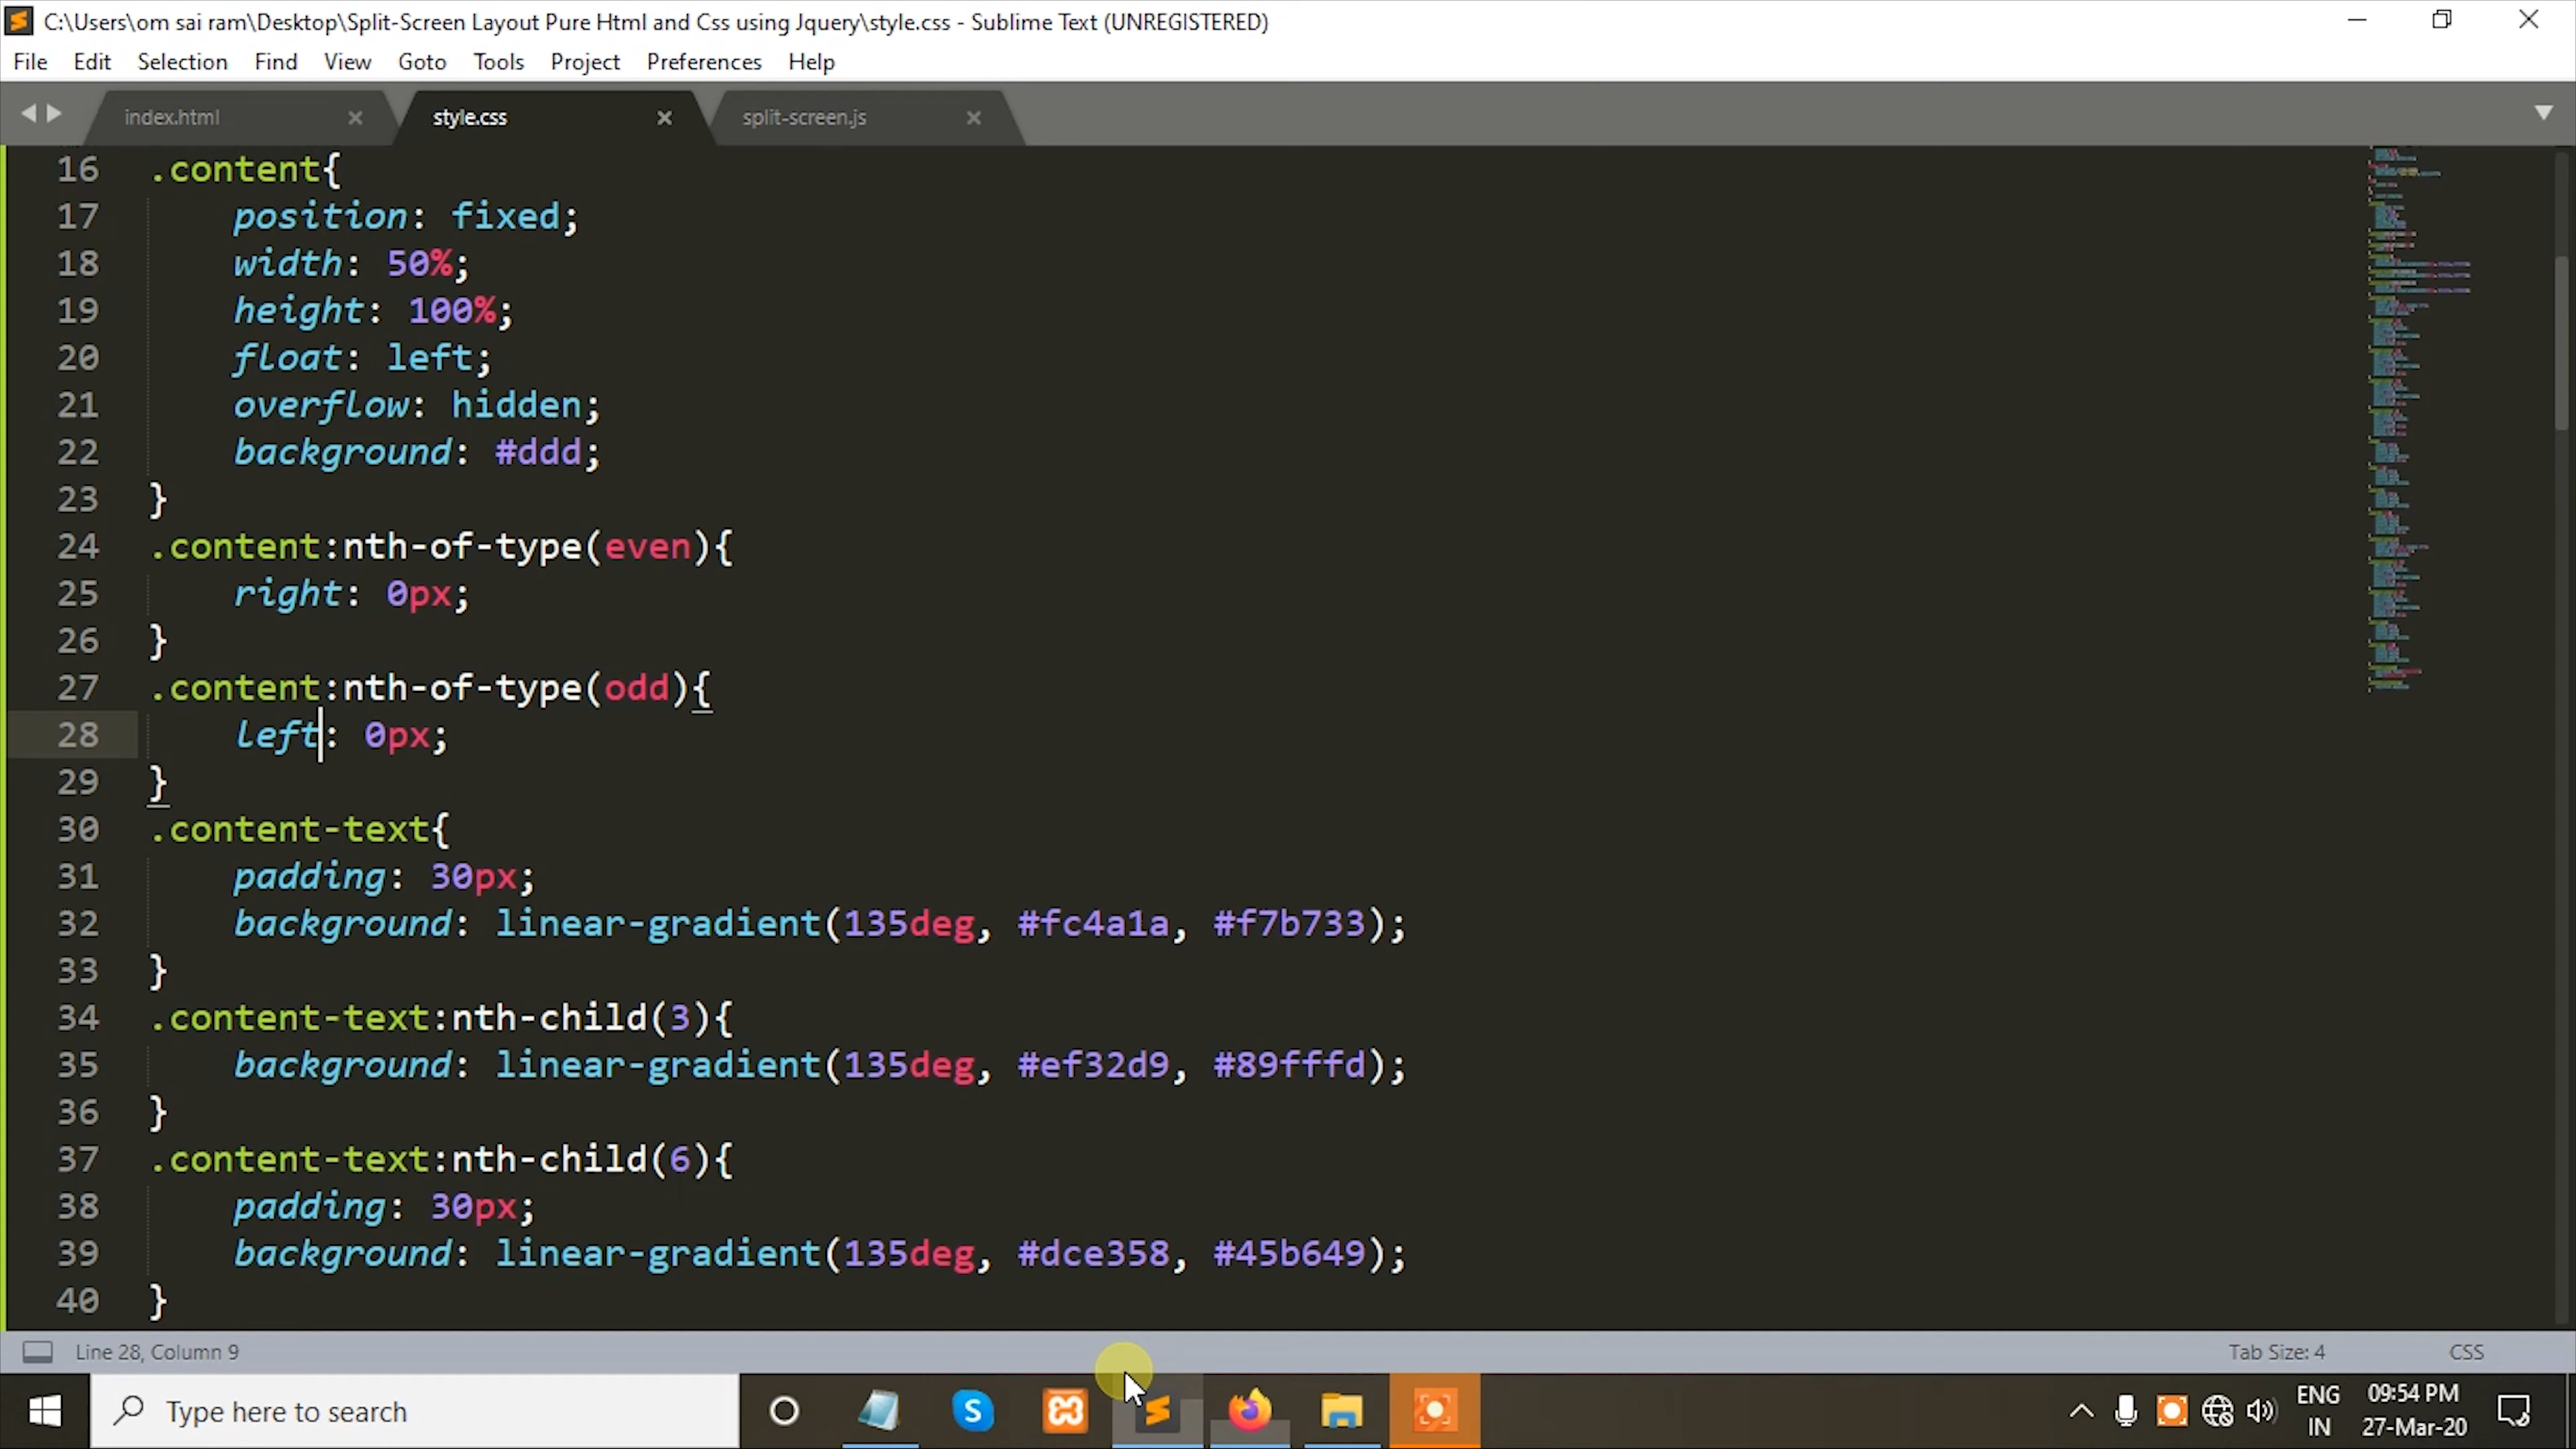 C:\Users\om sai ram\Desktop\Split-Screen Layout Pure Html and Css using Jquery\style.css - Sublime Text (UNREGISTERED)
File Edit Selection Find View Goto Tools Project Preferences Help
index.html style.css split-screen.js
16 .content{
17 position: fixed;
18 width: 50%;
19 height: 100%;
20 float: left;
21 overflow: hidden;
22 background: #ddd;
23 }
24 .content:nth-of-type(even){
25 right: 0px;
26 }
27 .content:nth-of-type(odd){
28 left: 0px;
29 }
30 .content-text{
31 padding: 30px;
32 background: linear-gradient(135deg, #fc4a1a, #f7b733);
33 }
34 .content-text:nth-child(3){
35 background: linear-gradient(135deg, #ef32d9, #89fffd);
36 }
37 .content-text:nth-child(6){
38 padding: 30px;
39 background: linear-gradient(135deg, #dce358, #45b649);
40 }
Line 28, Column 9 Tab Size: 4 CSS
Type here to search
ENG 09:54 PM
IN 27-Mar-20